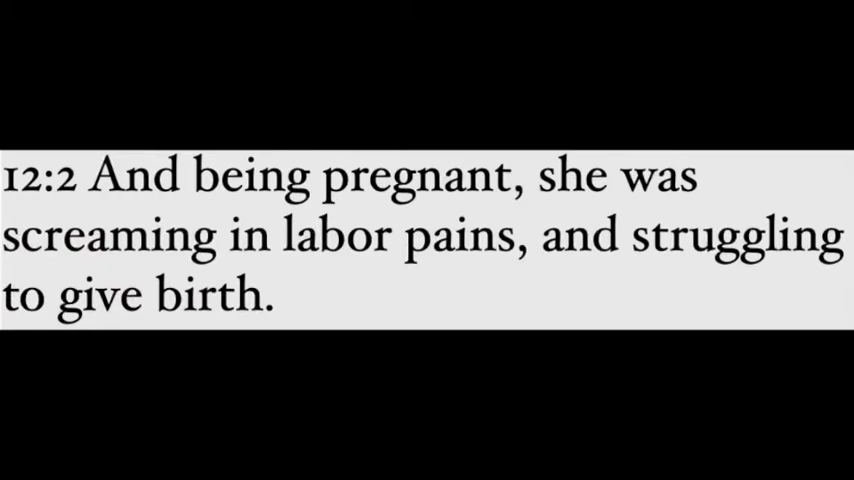 12:2 And being pregnant, she was
screaming in labor pains, and struggling
to give birth.